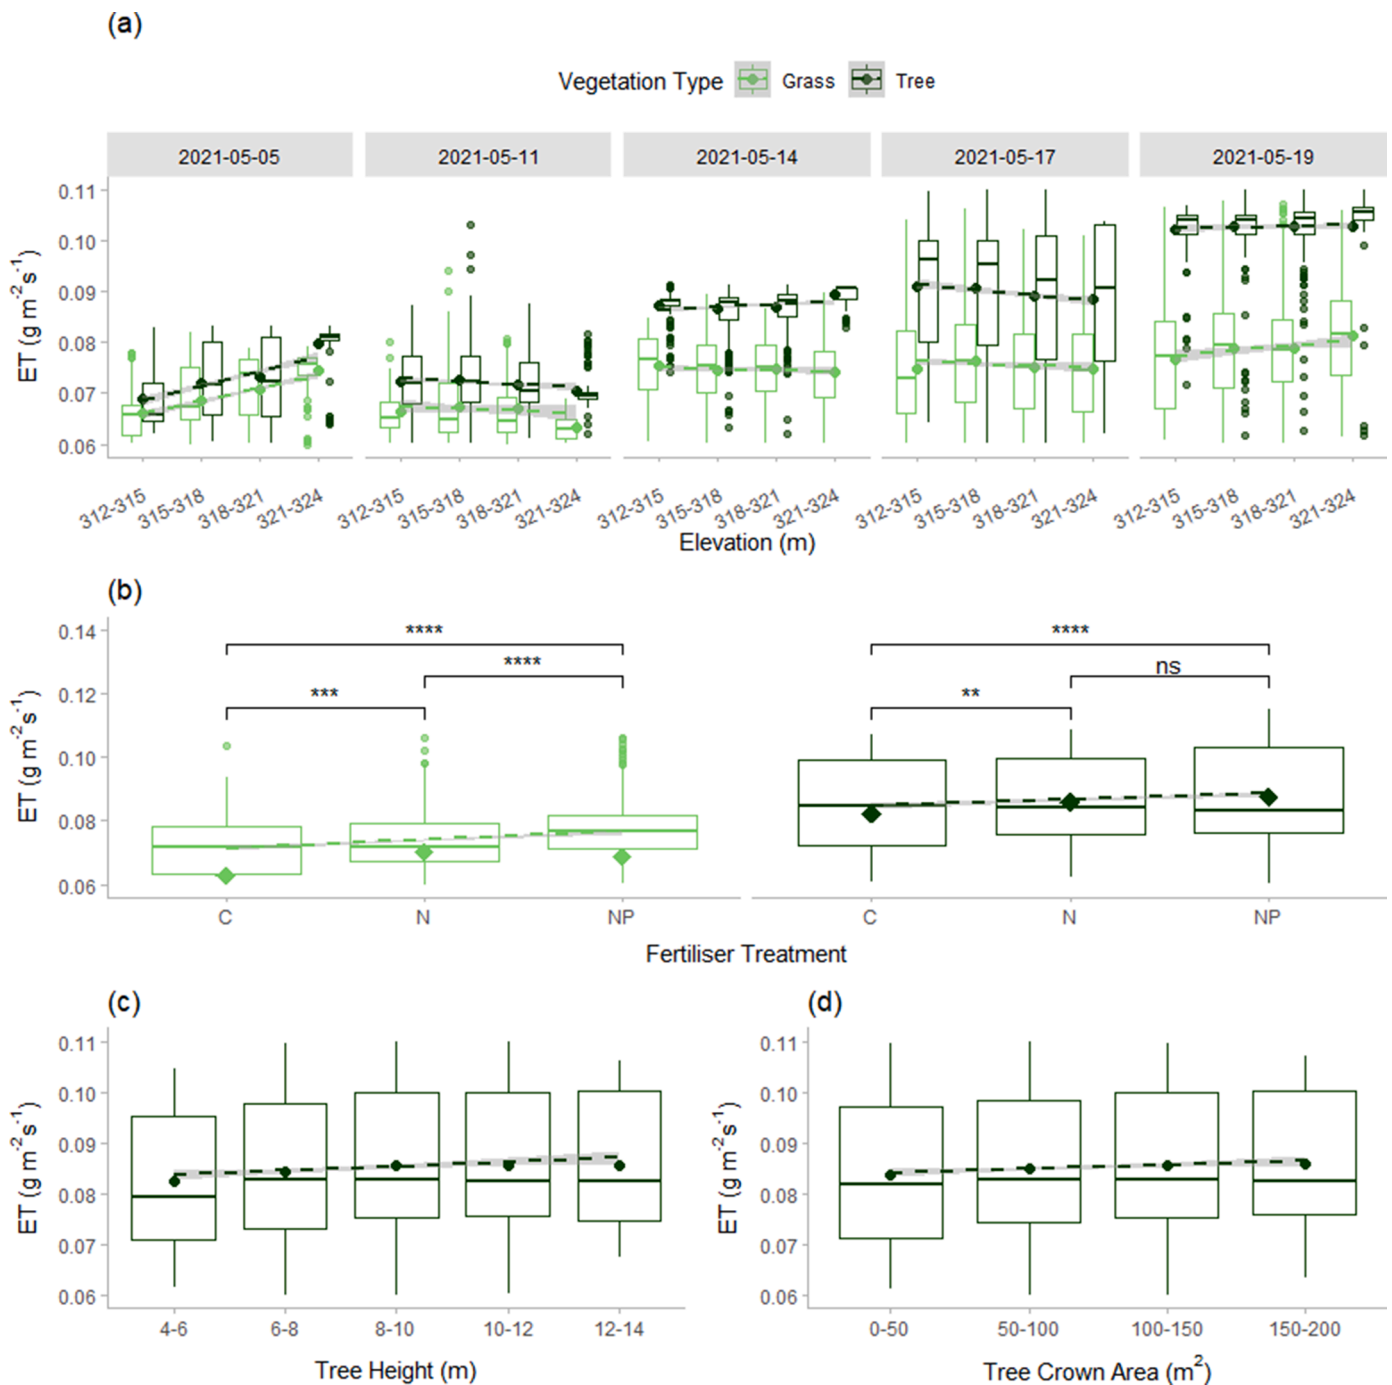 (a)
Vegetation Type Grass Tree
2021-05-05 2021-05-11 2021-05-14 2021-05-17 2021-05-19
ET (g m⁻² s⁻¹)
0.11
0.10
0.09
0.08
0.07
0.06
312-315 315-318 318-321 321-324 312-315 315-318 318-321 321-324 312-315 315-318 318-321 321-324 312-315 315-318 318-321 321-324 312-315 315-318 318-321 321-324
Elevation (m)
(b)
ET (g m⁻² s⁻¹)
0.14
0.12
0.10
0.08
0.06
**** ****
**** ns
*** **
C N NP C N NP
Fertiliser Treatment
(c)
ET (g m⁻² s⁻¹)
0.11
0.10
0.09
0.08
0.07
0.06
4-6 6-8 8-10 10-12 12-14
Tree Height (m)
(d)
ET (g m⁻² s⁻¹)
0.11
0.10
0.09
0.08
0.07
0.06
0-50 50-100 100-150 150-200
Tree Crown Area (m²)